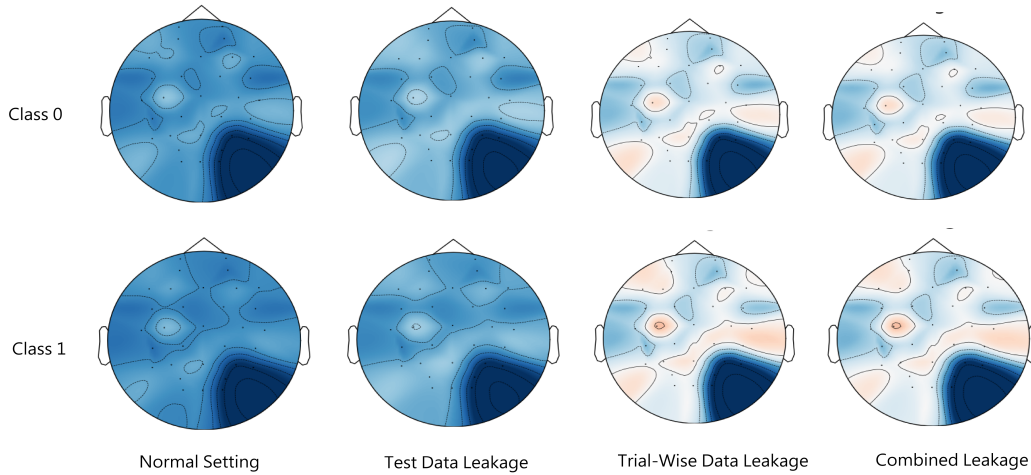 Class 0
Class 1
Normal Setting
Test Data Leakage
Trial-Wise Data Leakage
Combined Leakage